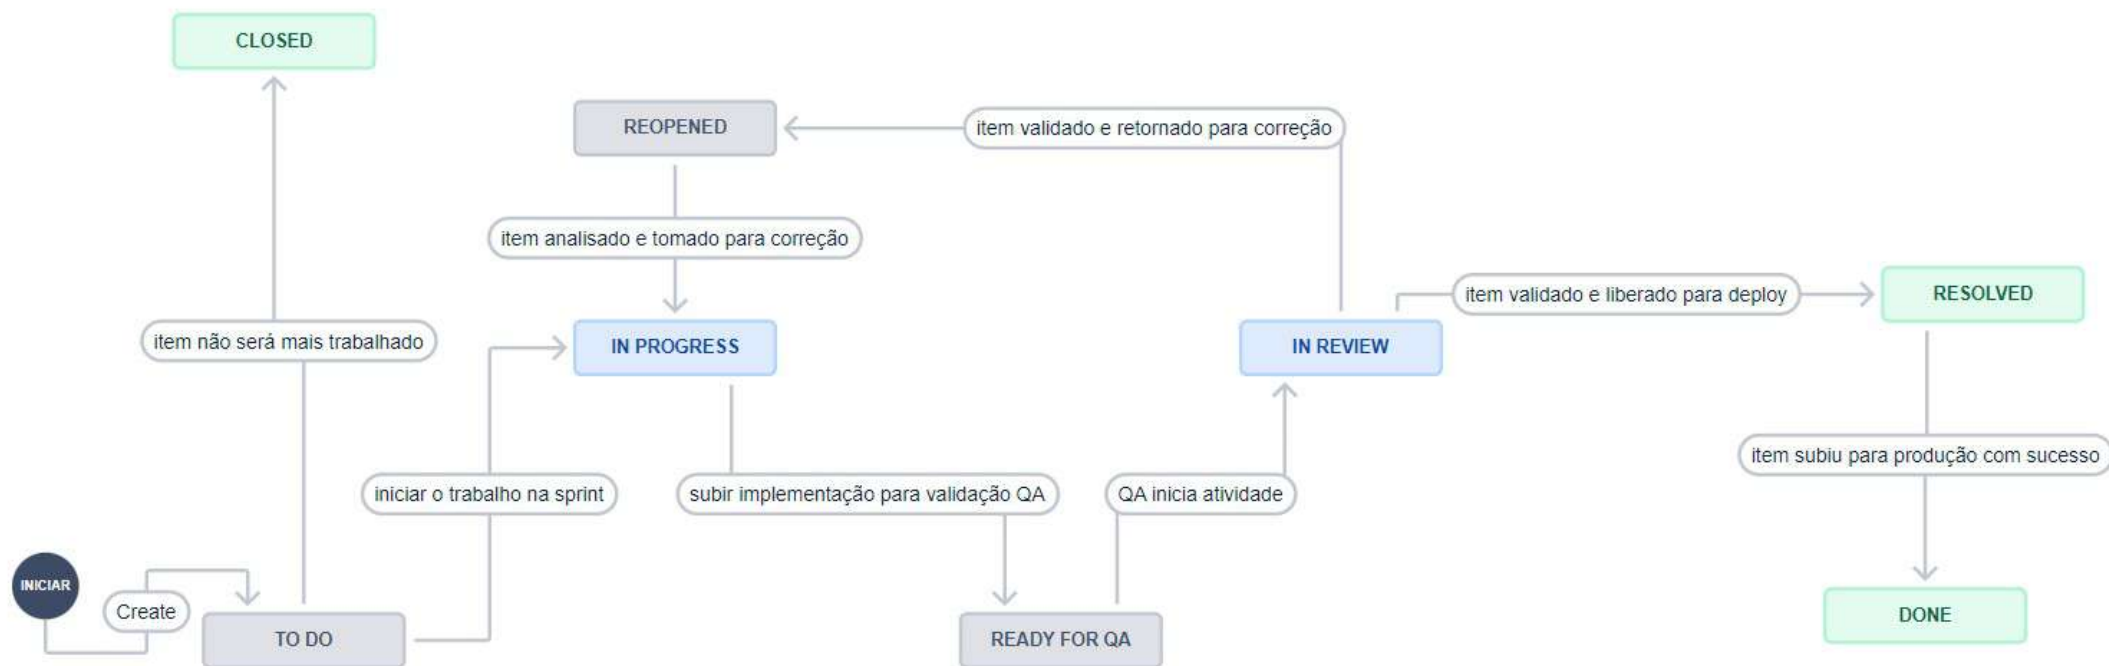 CLOSED
REOPENED
item validado e retornado para correção
item analisado e tomado para correção
item validado e liberado para deploy
RESOLVED
item não será mais trabalhado
IN PROGRESS
IN REVIEW
item subiu para produção com sucesso
iniciar o trabalho na sprint
subir implementação para validação QA
QA inicia atividade
INICIAR
Create
TO DO
READY FOR QA
DONE